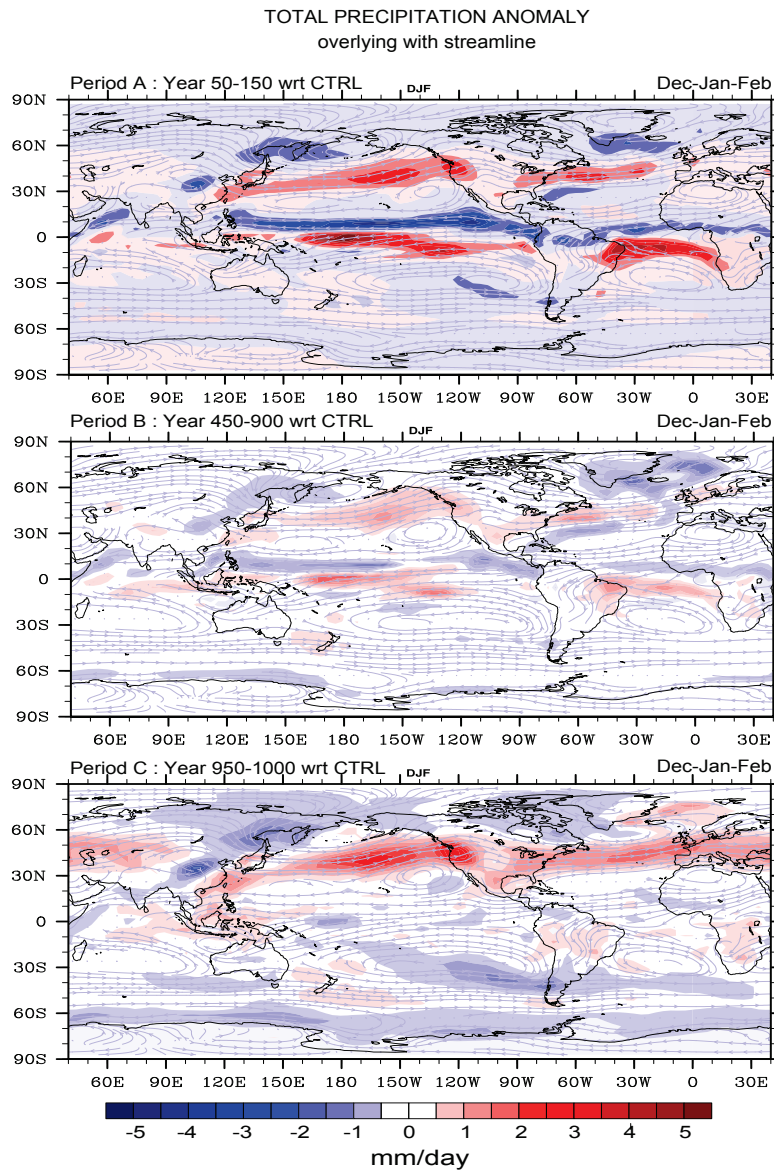 TOTAL PRECIPITATION ANOMALY
overlying with streamline
Period A : Year 50-150 wrt CTRL DJF Dec-Jan-Feb
90N
60N
30N
0
30S
60S
90S
60E 90E 120E 150E 180 150W 120W 90W 60W 30W 0 30E
Period B : Year 450-900 wrt CTRL DJF Dec-Jan-Feb
90N
60N
30N
0
30S
60S
90S
60E 90E 120E 150E 180 150W 120W 90W 60W 30W 0 30E
Period C : Year 950-1000 wrt CTRL DJF Dec-Jan-Feb
90N
60N
30N
0
30S
60S
90S
60E 90E 120E 150E 180 150W 120W 90W 60W 30W 0 30E
-5 -4 -3 -2 -1 0 1 2 3 4 5
mm/day